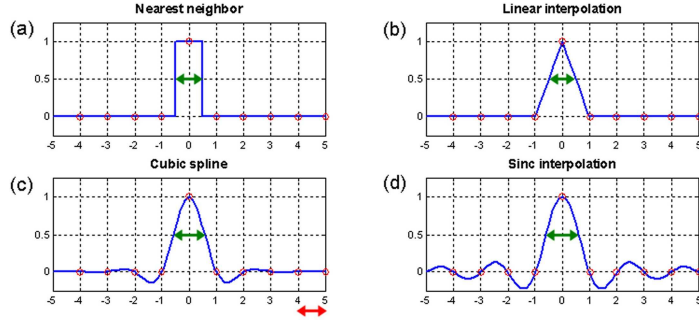 Nearest neighbor
(a)
1
0.5
0
-5 -4 -3 -2 -1 0 1 2 3 4 5
Linear interpolation
(b)
1
0.5
0
-5 -4 -3 -2 -1 0 1 2 3 4 5
Cubic spline
(c)
1
0.5
0
-5 -4 -3 -2 -1 0 1 2 3 4 5
Sinc interpolation
(d)
1
0.5
0
-5 -4 -3 -2 -1 0 1 2 3 4 5